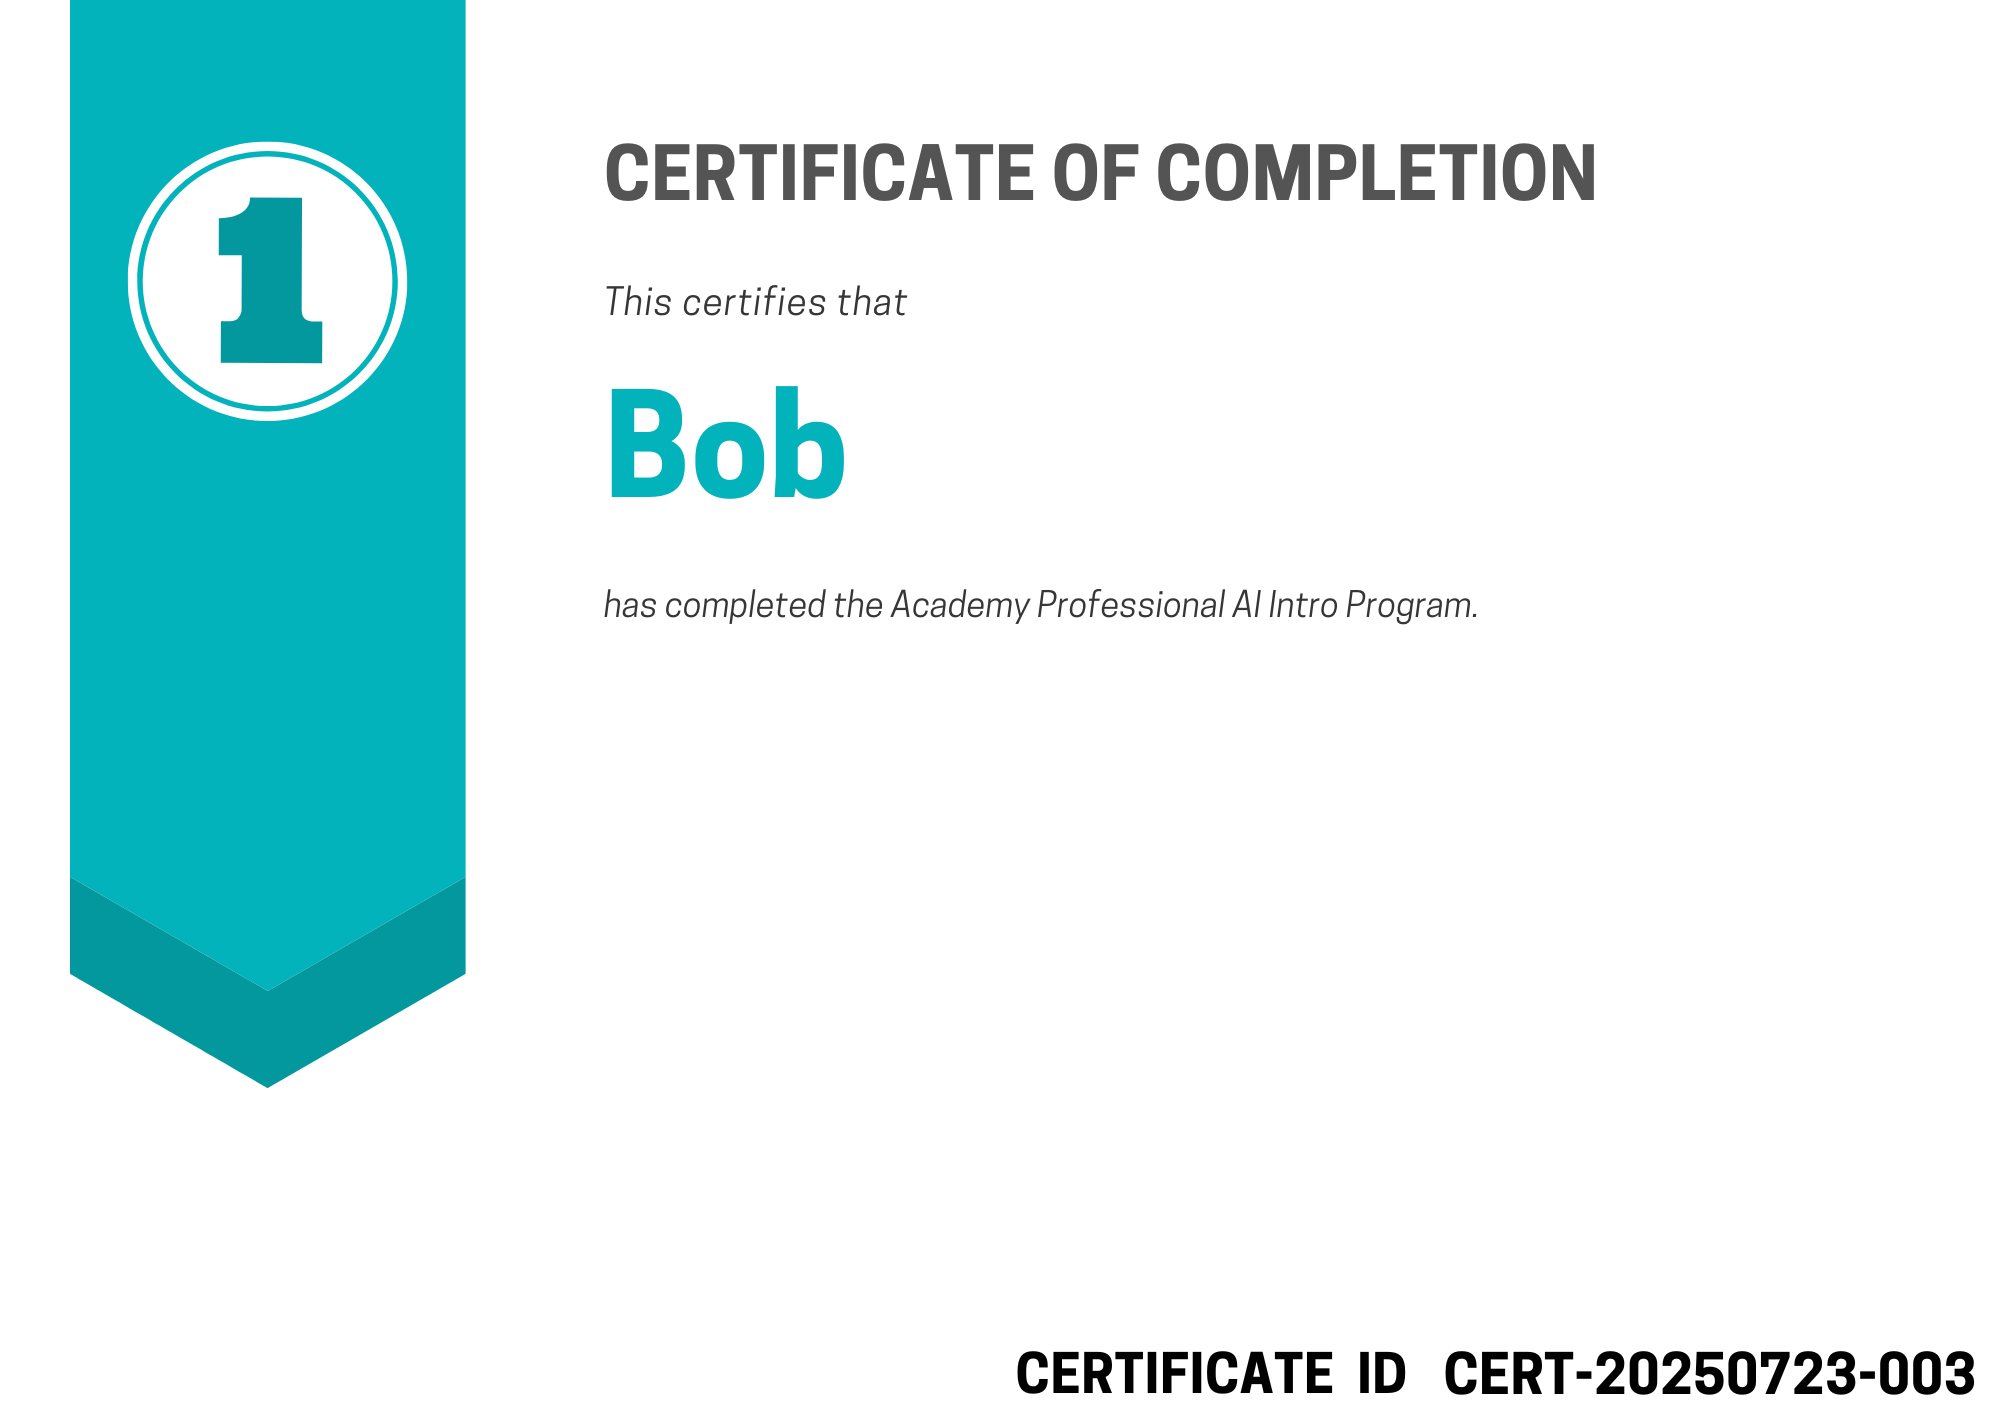 1
CERTIFICATE OF COMPLETION
This certifies that
Bob
has completed the Academy Professional AI Intro Program.
CERTIFICATE ID CERT-20250723-003